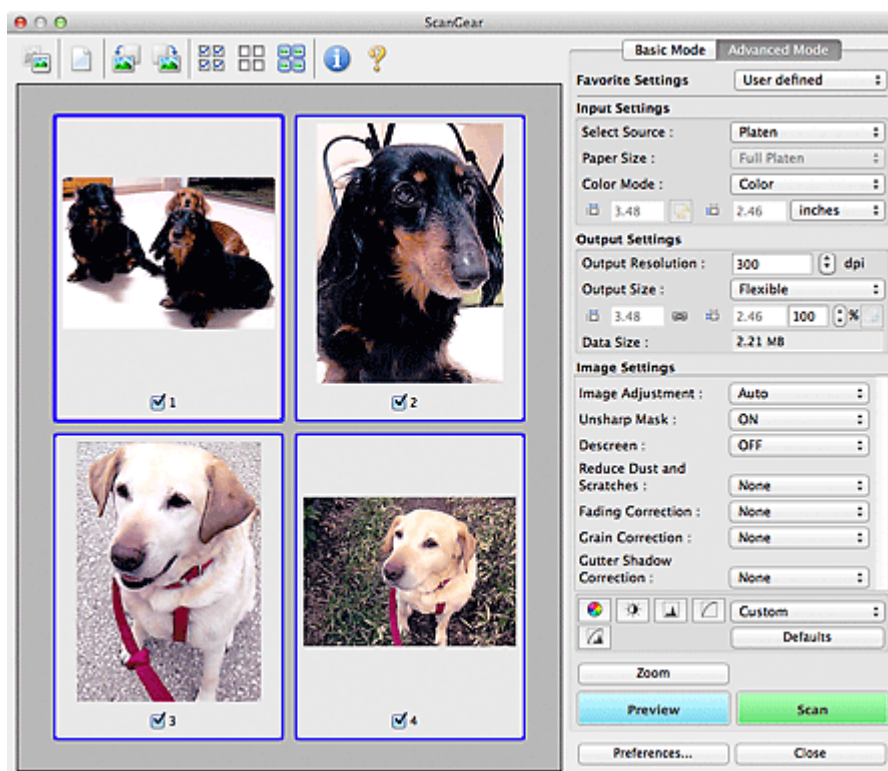 ScanGear
Basic Mode Advanced Mode
Favorite Settings User defined
Input Settings
Select Source : Platen
Paper Size : Full Platen
Color Mode : Color
3.48 2.46 inches
Output Settings
Output Resolution : 300 dpi
Output Size : Flexible
3.48 2.46 100 %
Data Size : 2.21 MB
Image Settings
Image Adjustment : Auto
Unsharp Mask : ON
Descreen : OFF
Reduce Dust and
Scratches : None
Fading Correction : None
Grain Correction : None
Gutter Shadow
Correction : None
Custom
Defaults
Zoom
Preview Scan
Preferences... Close
1 2
3 4